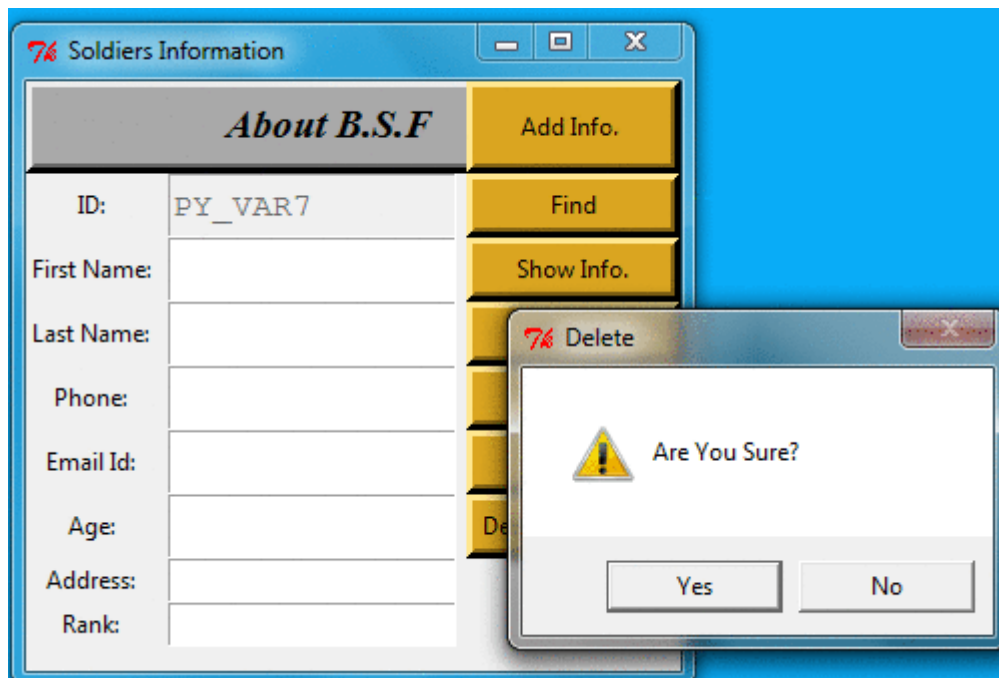 Soldiers Information
About B.S.F
Add Info.
ID:
PY_VAR7
Find
First Name:
Show Info.
Last Name:
Phone:
Email Id:
Age:
Address:
Rank:
Delete
Are You Sure?
Yes
No